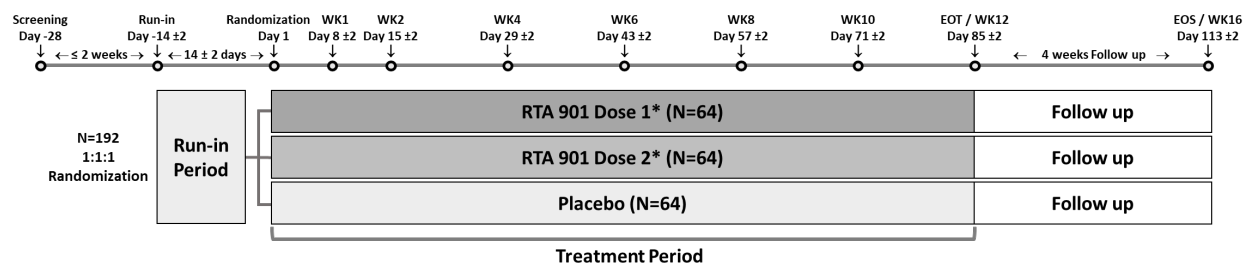 Screening Run-in Randomization WK1 WK2 WK4 WK6 WK8 WK10 EOT / WK12 EOS / WK16
Day -28 Day -14 ±2 Day 1 Day 8 ±2 Day 15 ±2 Day 29 ±2 Day 43 ±2 Day 57 ±2 Day 71 ±2 Day 85 ±2 Day 113 ±2
≤ 2 weeks 14 ± 2 days 4 weeks Follow up
N=192
1:1:1
Randomization
Run-in
Period
RTA 901 Dose 1* (N=64) Follow up
RTA 901 Dose 2* (N=64) Follow up
Placebo (N=64) Follow up
Treatment Period